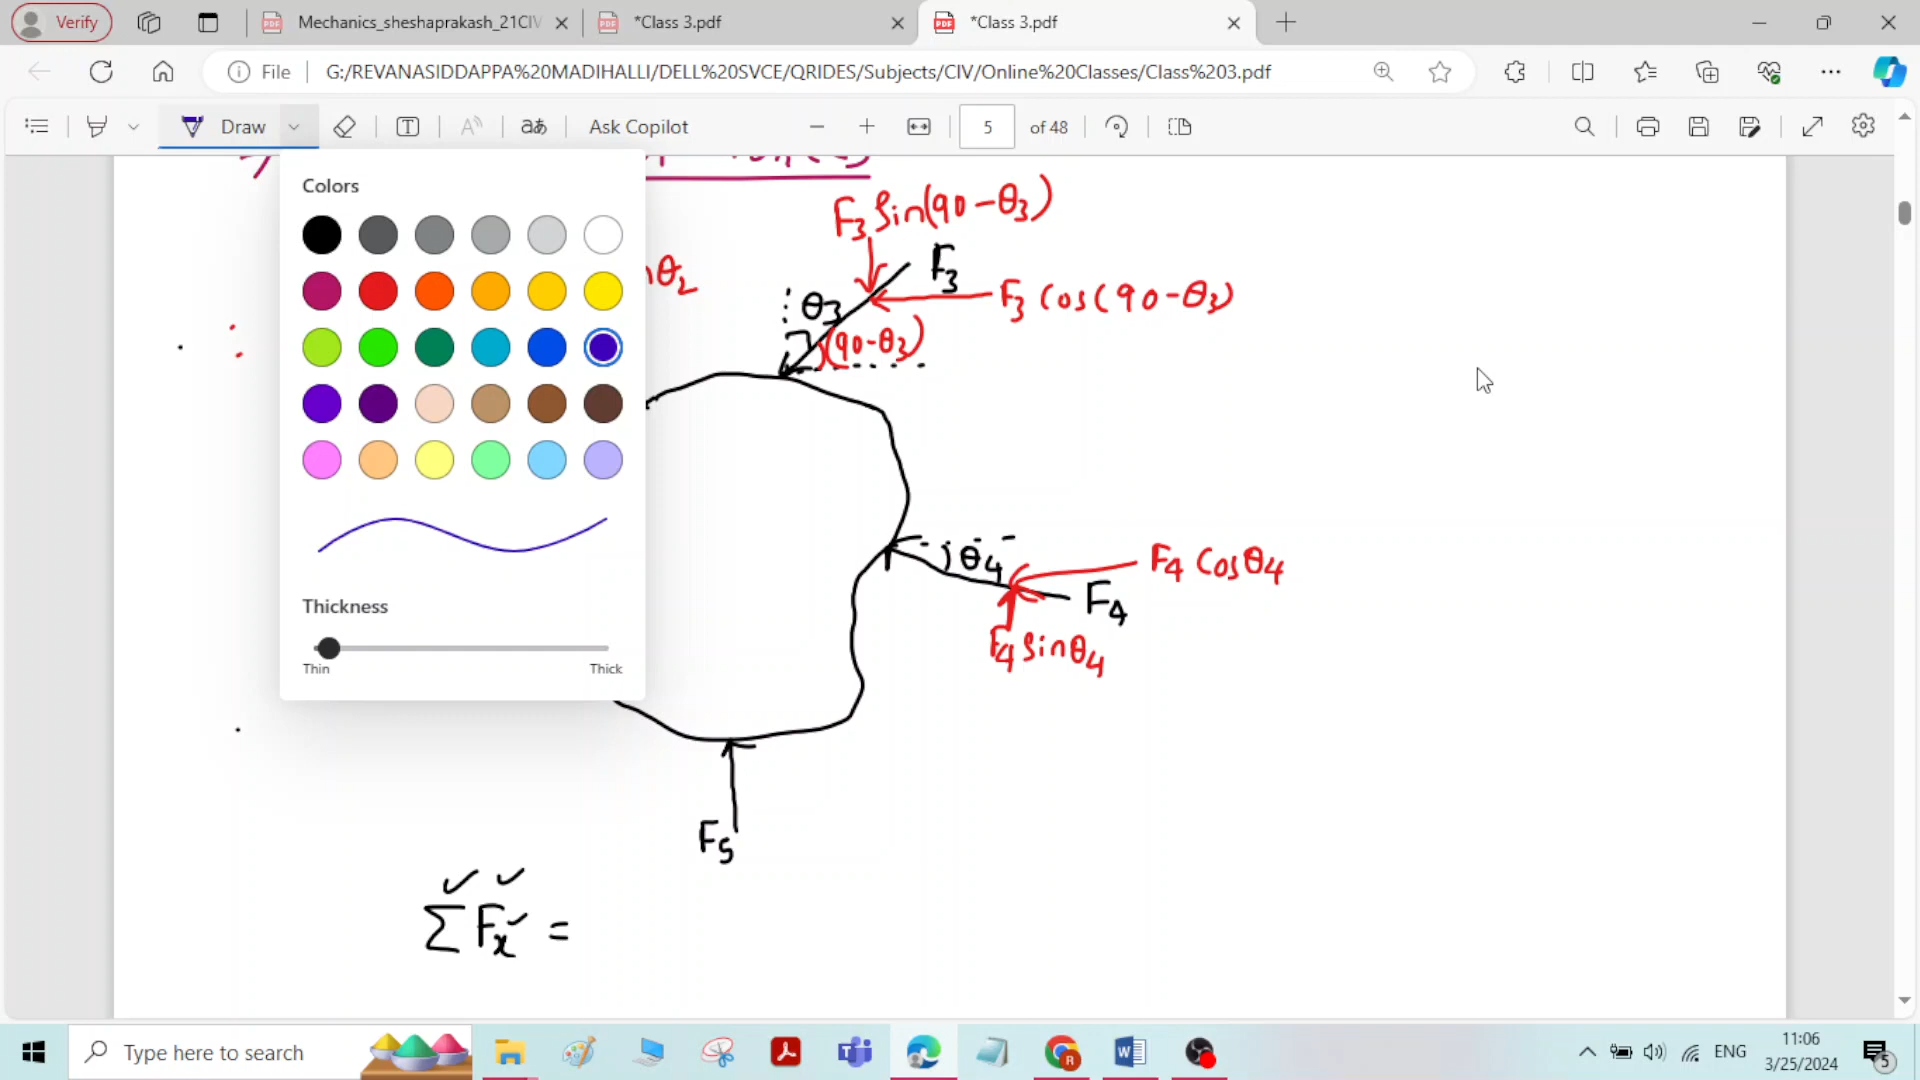 Verify
Mechanics_sheshaprakash_21CIV
*Class 3.pdf
*Class 3.pdf
File
G:/REVANASIDDAPPA%20MADIHALLI/DELL%20SVCE/QRIDES/Subjects/CIV/Online%20Classes/Class%203.pdf
Draw
Ask Copilot
5 of 48
Colors
Thickness
Thin
Thick
F3 Sin(90-θ3)
F3
F3 Cos(90-θ3)
θ3
(90-θ3)
θ2
θ4
F4 Cosθ4
F4
F4 Sinθ4
F5
∑Fx =
Type here to search
ENG
11:06
3/25/2024
5